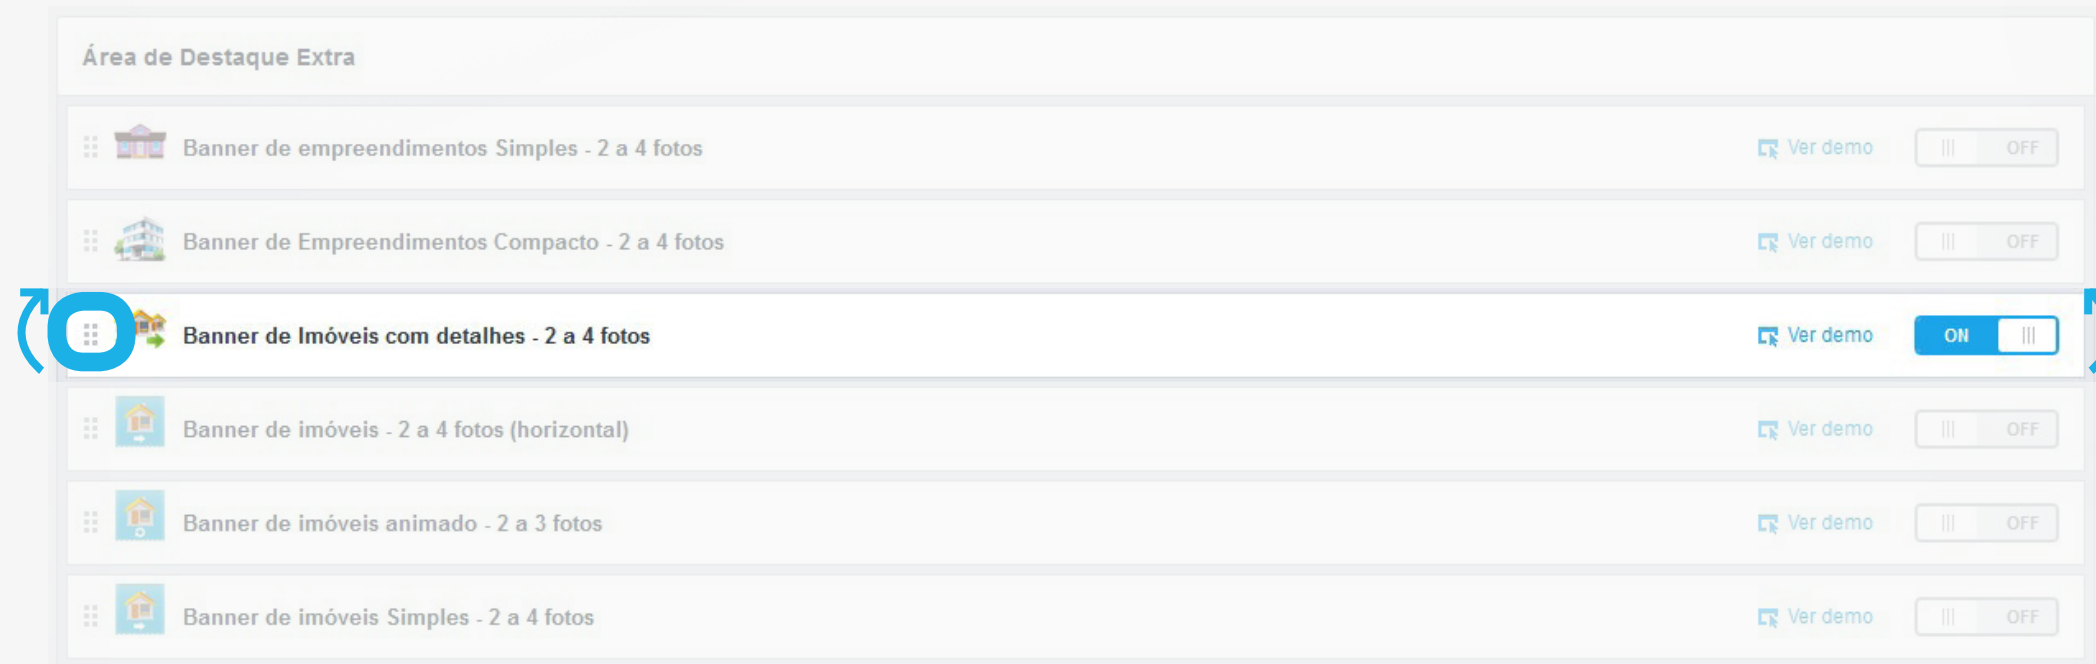 Área de Destaque Extra
Banner de empreendimentos Simples - 2 a 4 fotos Ver demo OFF
Banner de Empreendimentos Compacto - 2 a 4 fotos Ver demo OFF
Banner de Imóveis com detalhes - 2 a 4 fotos Ver demo ON
Banner de imóveis - 2 a 4 fotos (horizontal) Ver demo OFF
Banner de imóveis animado - 2 a 3 fotos Ver demo OFF
Banner de imóveis Simples - 2 a 4 fotos Ver demo OFF